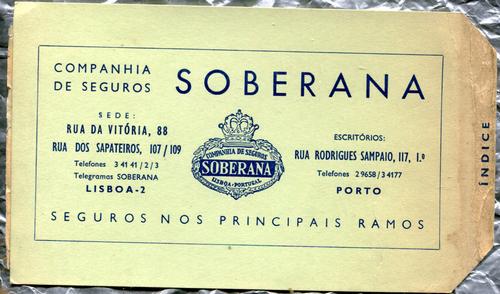 COMPANHIA
DE SEGUROS
SOBERANA
SEDE:
RUA DA VITÓRIA, 88
RUA DOS SAPATEIROS, 107/109
Telefones 3 41 41/2/3
Telegramas SOBERANA
LISBOA-2
COMPANHIA DE SEGUROS
SOBERANA
LISBOA-PORTUGAL
ESCRITÓRIOS:
RUA RODRIGUES SAMPAIO, 117, 1.º
Telefones 2 9658/3 4177
PORTO
SEGUROS NOS PRINCIPAIS RAMOS
ÍNDICE